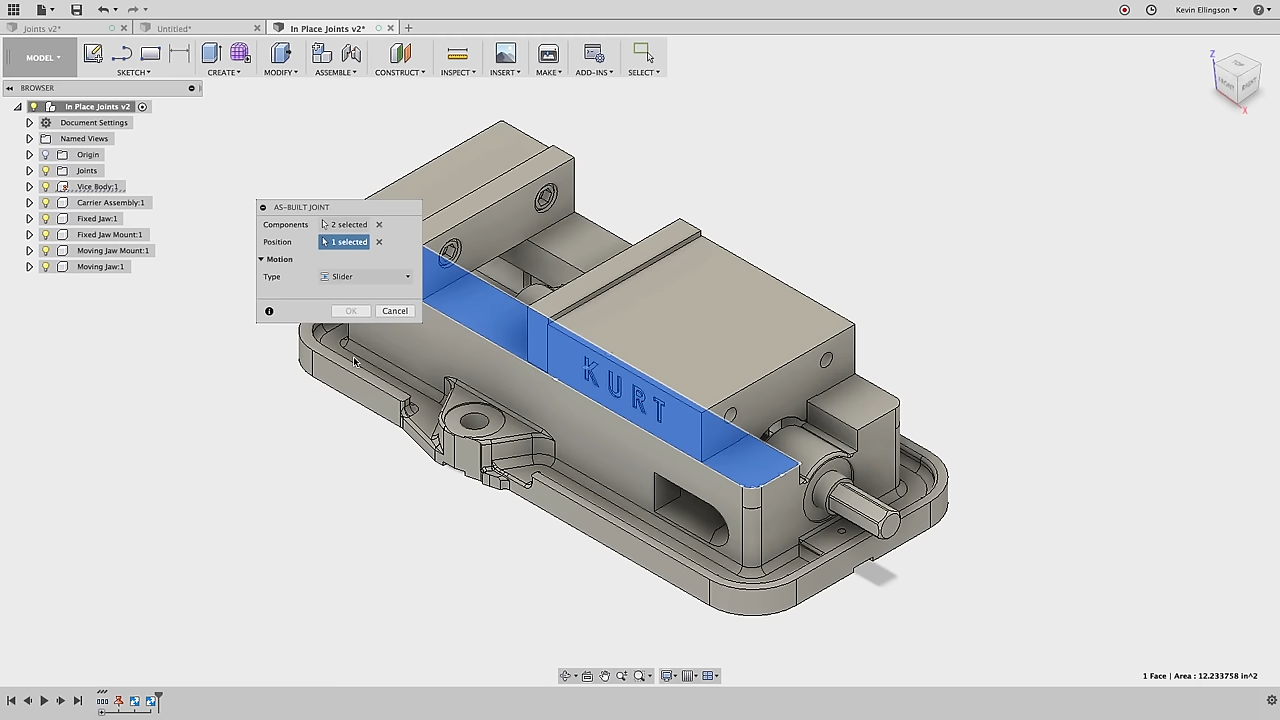 Kevin Ellingson
Joints v2*
Untitled*
In Place Joints v2*
MODEL
SKETCH
CREATE
MODIFY
ASSEMBLE
CONSTRUCT
INSPECT
INSERT
MAKE
ADD-INS
SELECT
BROWSER
In Place Joints v2
Document Settings
Named Views
Origin
Joints
Vice Body:1
Carrier Assembly:1
Fixed Jaw:1
Fixed Jaw Mount:1
Moving Jaw Mount:1
Moving Jaw:1
AS-BUILT JOINT
Components 2 selected
Position 1 selected
Motion
Type Slider
OK Cancel
KURT
Z
TOP
FRONT RIGHT
X
1 Face | Area : 12.233758 in^2